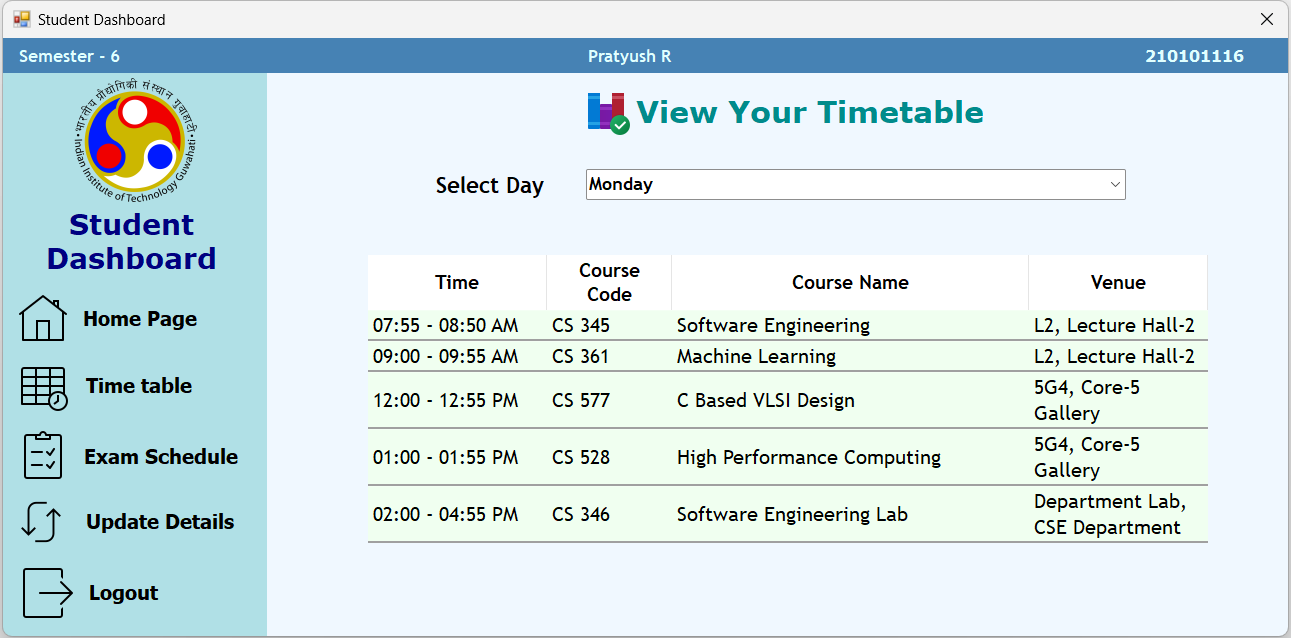 Student Dashboard
Semester - 6 Pratyush R 210101116
भारतीय प्रौद्योगिकी संस्थान गुवाहाटी
Indian Institute of Technology Guwahati
Student
Dashboard
Home Page
Time table
Exam Schedule
Update Details
Logout
View Your Timetable
Select Day Monday
Time Course Code Course Name Venue
07:55 - 08:50 AM CS 345 Software Engineering L2, Lecture Hall-2
09:00 - 09:55 AM CS 361 Machine Learning L2, Lecture Hall-2
12:00 - 12:55 PM CS 577 C Based VLSI Design 5G4, Core-5 Gallery
01:00 - 01:55 PM CS 528 High Performance Computing 5G4, Core-5 Gallery
02:00 - 04:55 PM CS 346 Software Engineering Lab Department Lab, CSE Department